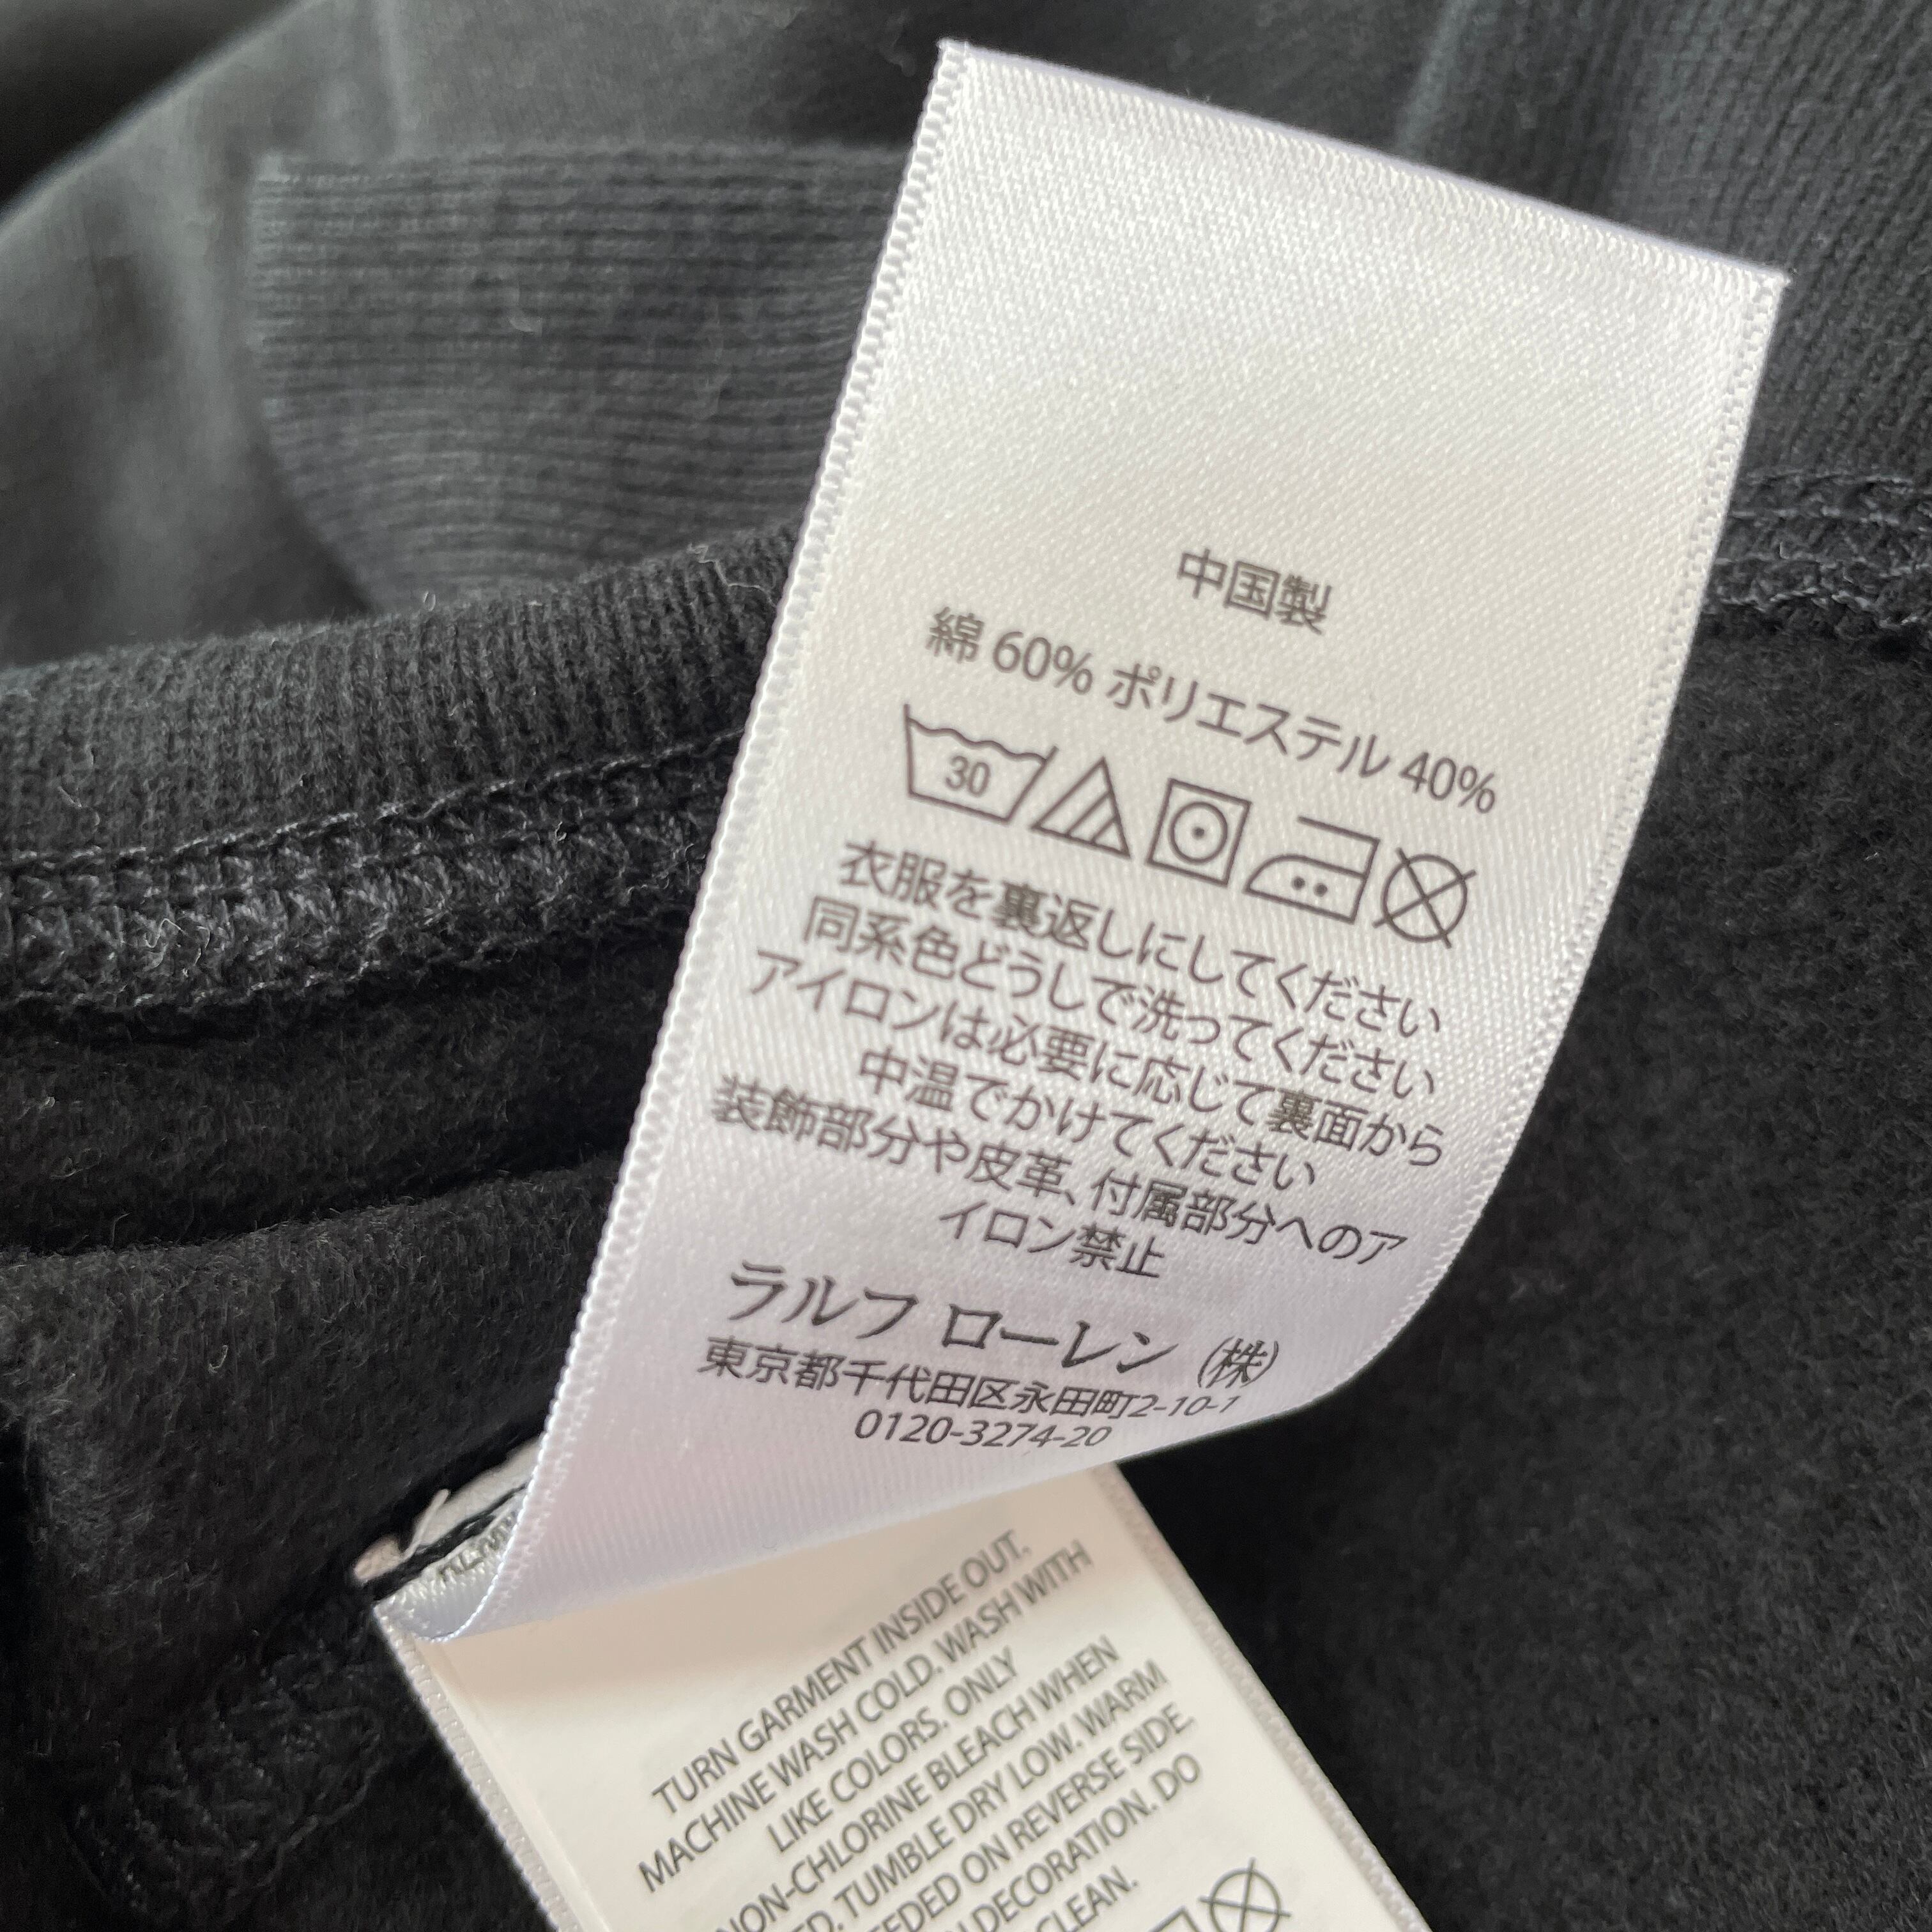 中国製
綿 60% ポリエステル 40%
30
衣服を裏返しにしてください
同系色どうしで洗ってください
アイロンは必要に応じて裏面から
中温でかけてください
装飾部分や皮革、付属部分へのア
イロン禁止
ラルフ ローレン (株)
東京都千代田区永田町2-10-1
0120-3274-20
TURN GARMENT INSIDE OUT.
MACHINE WASH COLD. WASH WITH
LIKE COLORS. ONLY
NON-CHLORINE BLEACH WHEN
TUMBLE DRY LOW. WARM
ON REVERSE SIDE.
DECORATION. DO
CLEAN.